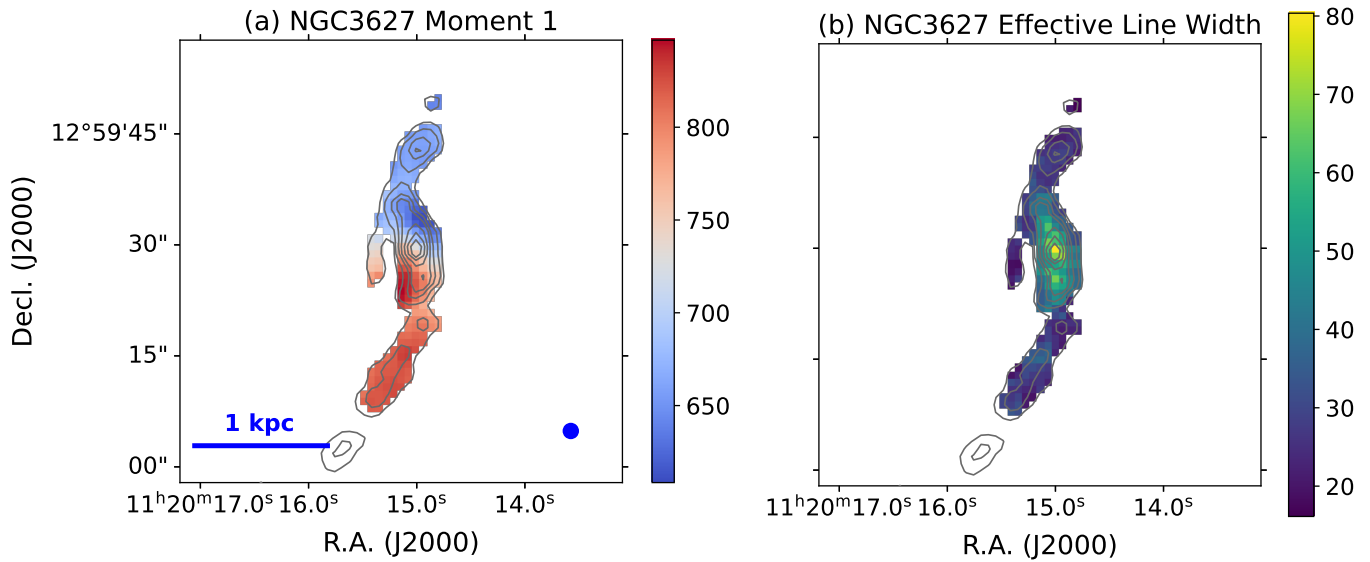 (a) NGC3627 Moment 1
12°59'45"
30"
15"
00"
Decl. (J2000)
1 kpc
11ʰ20ᵐ17.0ˢ 16.0ˢ 15.0ˢ 14.0ˢ
R.A. (J2000)
800
750
700
650
(b) NGC3627 Effective Line Width
11ʰ20ᵐ17.0ˢ 16.0ˢ 15.0ˢ 14.0ˢ
R.A. (J2000)
80
70
60
50
40
30
20